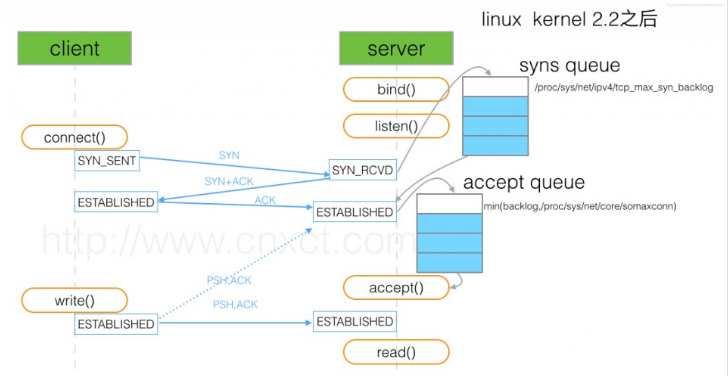 linux kernel 2.2之后
client
server
syns queue
/proc/sys/net/ipv4/tcp_max_syn_backlog
bind()
listen()
connect()
SYN_SENT
SYN
SYN_RCVD
SYN+ACK
accept queue
ESTABLISHED
ACK
ESTABLISHED
min(backlog,/proc/sys/net/core/somaxconn)
http://www.cnxct.com
PSH,ACK
accept()
write()
PSH,ACK
ESTABLISHED
ESTABLISHED
read()